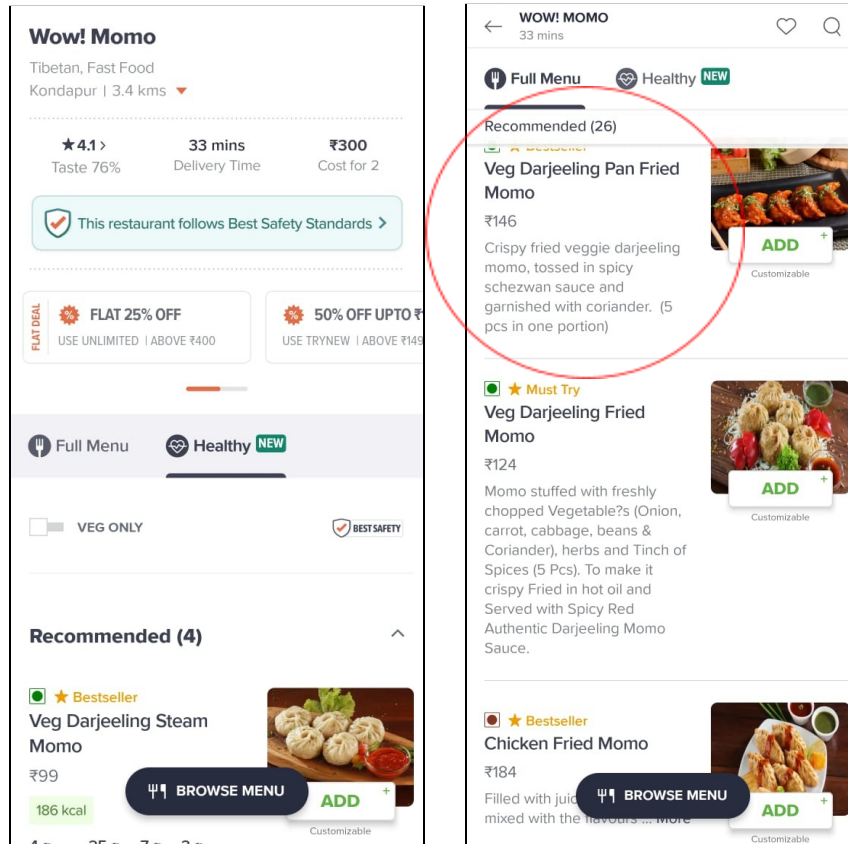 Wow! Momo
Tibetan, Fast Food
Kondapur | 3.4 kms
★4.1 >
33 mins
₹300
Taste 76%
Delivery Time
Cost for 2
This restaurant follows Best Safety Standards >
FLAT DEAL
FLAT 25% OFF
USE UNLIMITED | ABOVE ₹400
50% OFF UPTO
USE TRYNEW | ABOVE ₹149
Full Menu
Healthy NEW
VEG ONLY
BEST SAFETY
Recommended (4)
★ Bestseller
Veg Darjeeling Steam
Momo
₹99
186 kcal
BROWSE MENU
ADD +
Customizable
WOW! MOMO
33 mins
Full Menu
Healthy NEW
Recommended (26)
★ Bestseller
Veg Darjeeling Pan Fried
Momo
₹146
Crispy fried veggie darjeeling
momo, tossed in spicy
schezwan sauce and
garnished with coriander. (5
pcs in one portion)
ADD +
Customizable
★ Must Try
Veg Darjeeling Fried
Momo
₹124
Momo stuffed with freshly
chopped Vegetable?s (Onion,
carrot, cabbage, beans &
Coriander), herbs and Tinch of
Spices (5 Pcs). To make it
crispy Fried in hot oil and
Served with Spicy Red
Authentic Darjeeling Momo
Sauce.
ADD +
Customizable
★ Bestseller
Chicken Fried Momo
₹184
Filled with
mixed with the flavours ... More
BROWSE MENU
ADD +
Customizable